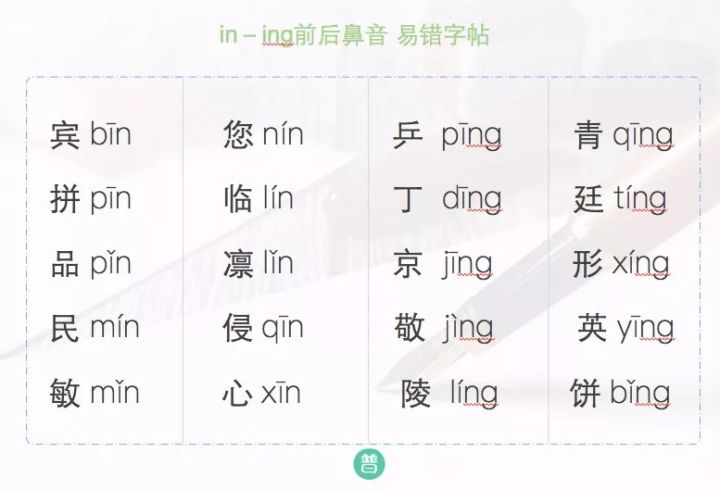 in – ing前后鼻音 易错字帖
宾 bīn 您 nín 乒 pīng 青 qīng
拼 pīn 临 lín 丁 dīng 廷 tíng
品 pǐn 凛 lǐn 京 jīng 形 xíng
民 mín 侵 qīn 敬 jìng 英 yīng
敏 mǐn 心 xīn 陵 líng 饼 bǐng
普